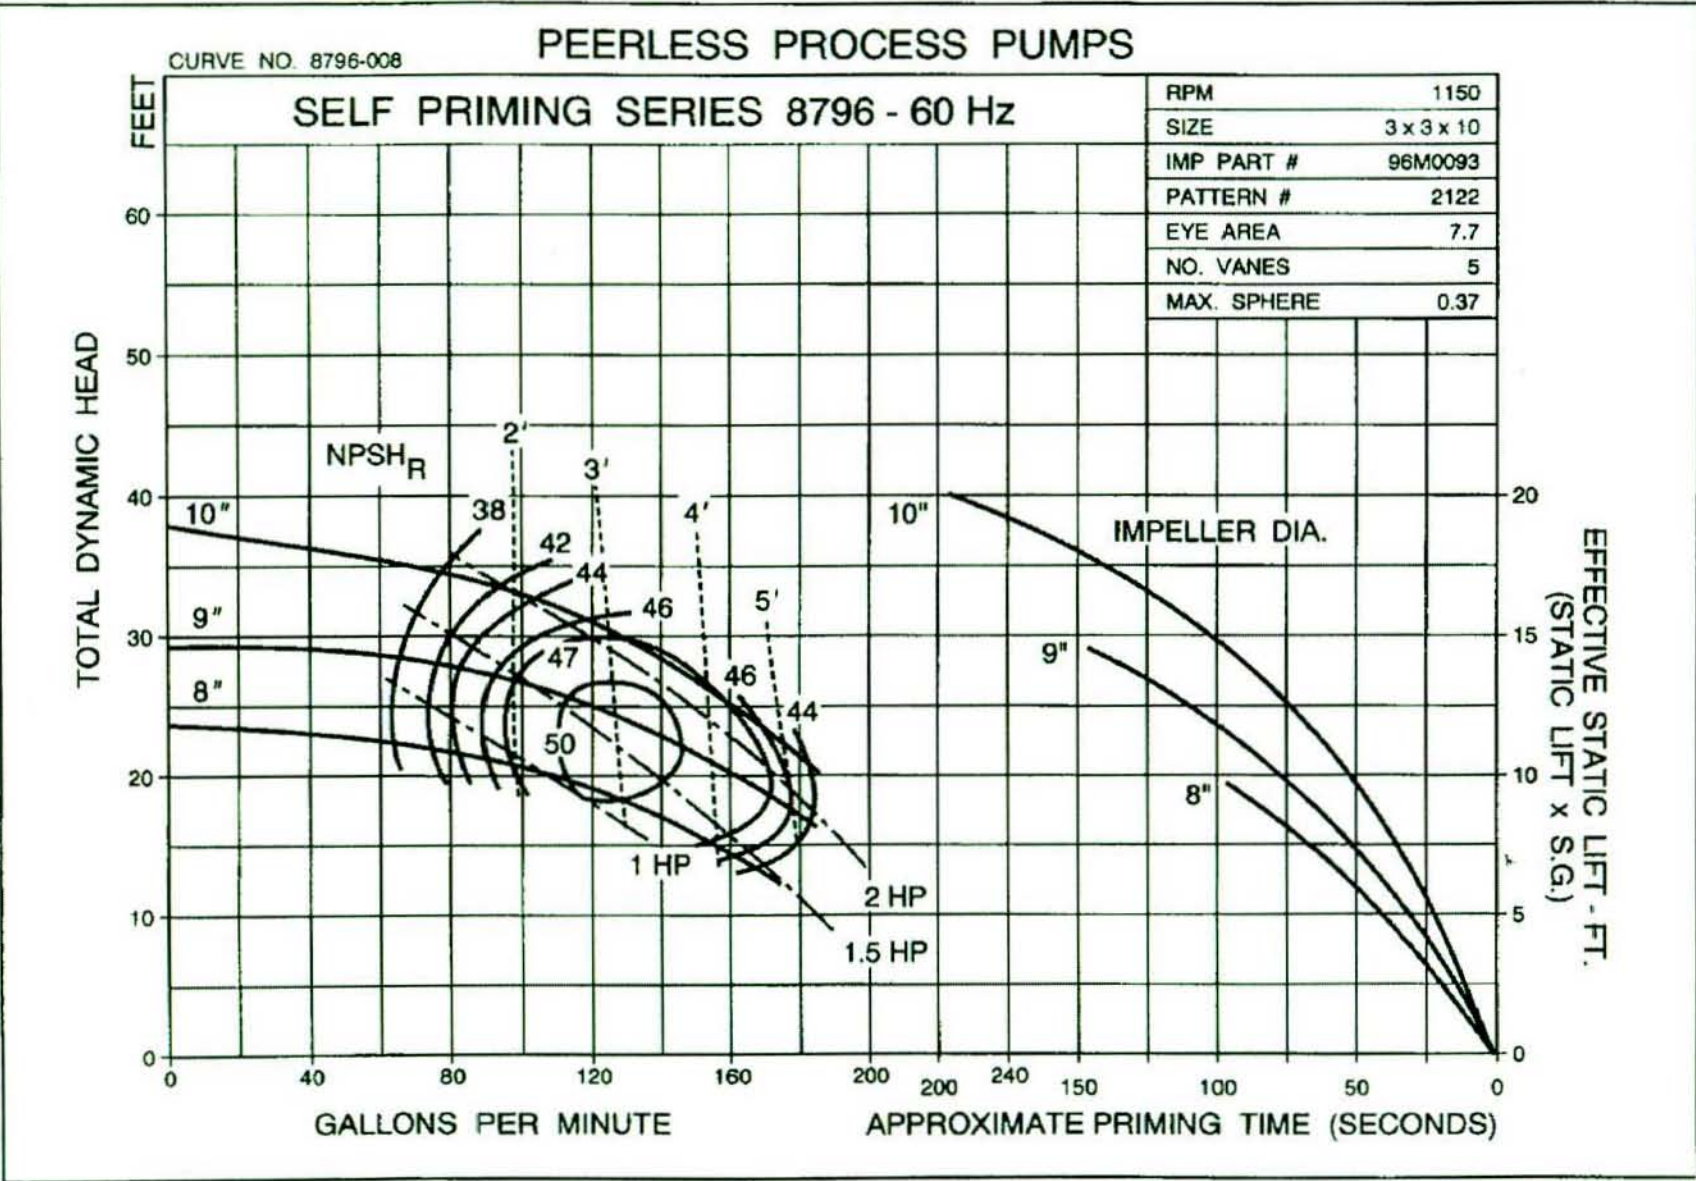 PEERLESS PROCESS PUMPS
CURVE NO. 8796-008
FEET
SELF PRIMING SERIES 8796 - 60 Hz
RPM 1150
SIZE 3 x 3 x 10
IMP PART # 96M0093
PATTERN # 2122
EYE AREA 7.7
NO. VANES 5
MAX. SPHERE 0.37
TOTAL DYNAMIC HEAD
60
50
40
30
20
10
0
NPSHR
2'
3'
4'
5'
10"
9"
8"
38
42
44
46
47
50
46
44
1 HP
1.5 HP
2 HP
0 40 80 120 160 200 240
GALLONS PER MINUTE
IMPELLER DIA.
10"
9"
8"
20
15
10
5
0
EFFECTIVE STATIC LIFT - FT.
(STATIC LIFT x S.G.)
200 150 100 50 0
APPROXIMATE PRIMING TIME (SECONDS)